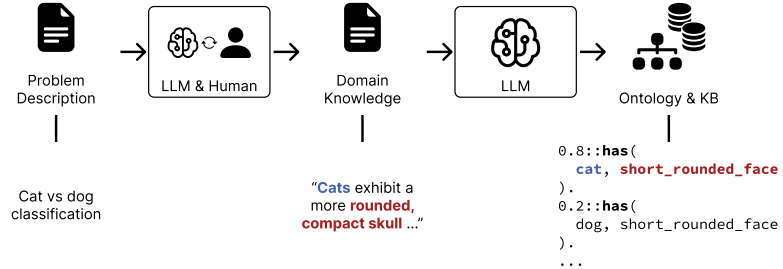 Problem
Description
LLM & Human
Domain
Knowledge
LLM
Ontology & KB
Cat vs dog
classification
“Cats exhibit a
more rounded,
compact skull ...”
0.8::has(
cat, short_rounded_face
).
0.2::has(
dog, short_rounded_face
).
...